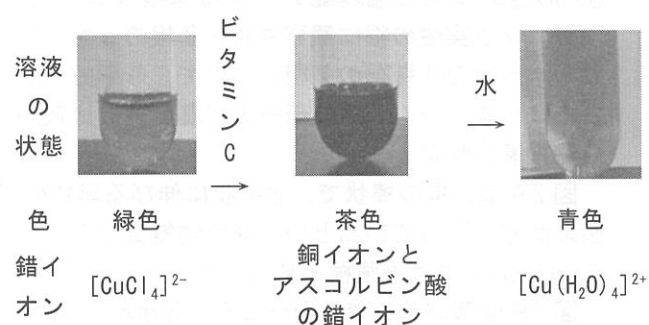 溶液
の
状態
ビタミンC
水
色
緑色
茶色
青色
錯イ
オン
[CuCl₄]²⁻
銅イオンと
アスコルビン酸
の錯イオン
[Cu(H₂O)₄]²⁺